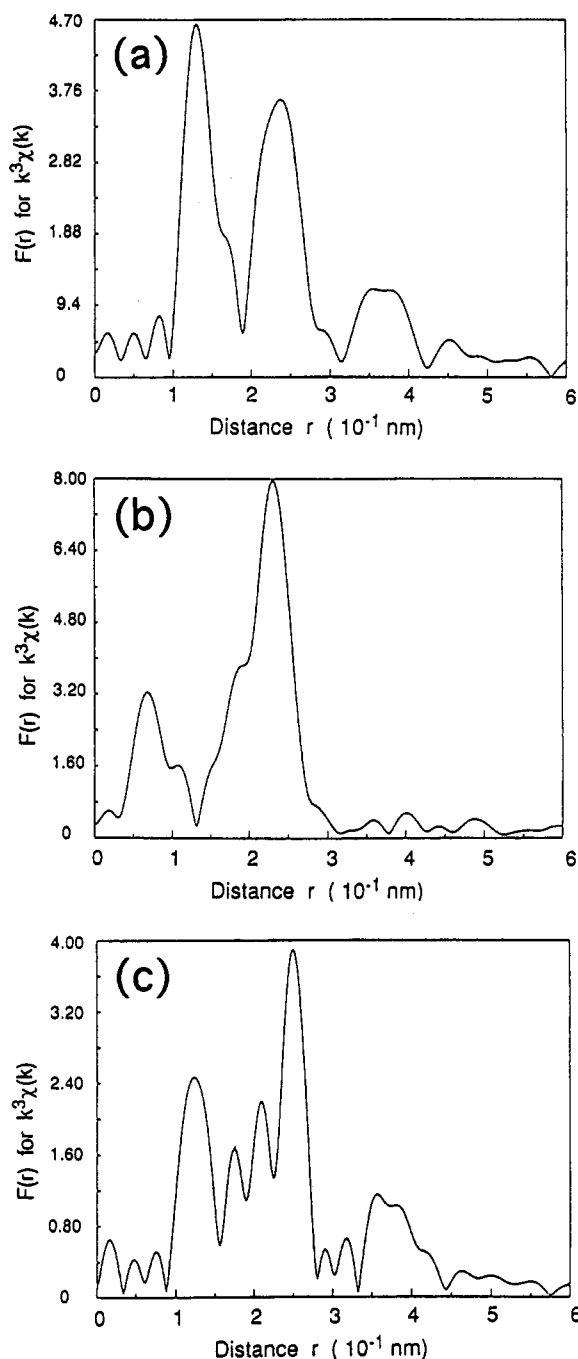 (a)
4.70
3.76
2.82
1.88
9.4
0
F(r) for k³χ(k)
0 1 2 3 4 5 6
Distance r ( 10⁻¹ nm)
(b)
8.00
6.40
4.80
3.20
1.60
0
F(r) for k³χ(k)
0 1 2 3 4 5 6
Distance r ( 10⁻¹ nm)
(c)
4.00
3.20
2.40
1.60
0.80
0
F(r) for k³χ(k)
0 1 2 3 4 5 6
Distance r ( 10⁻¹ nm)